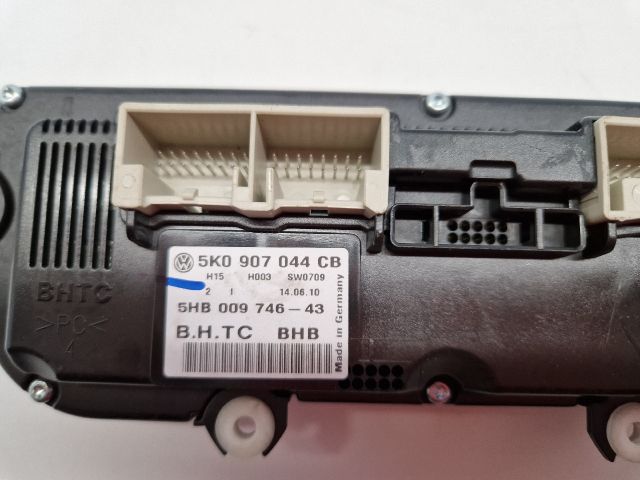 5K0 907 044 CB
H15 H003 SW0709
2 I 14.06.10
5HB 009 746-43
B.H.TC BHB
Made in Germany
BHTC